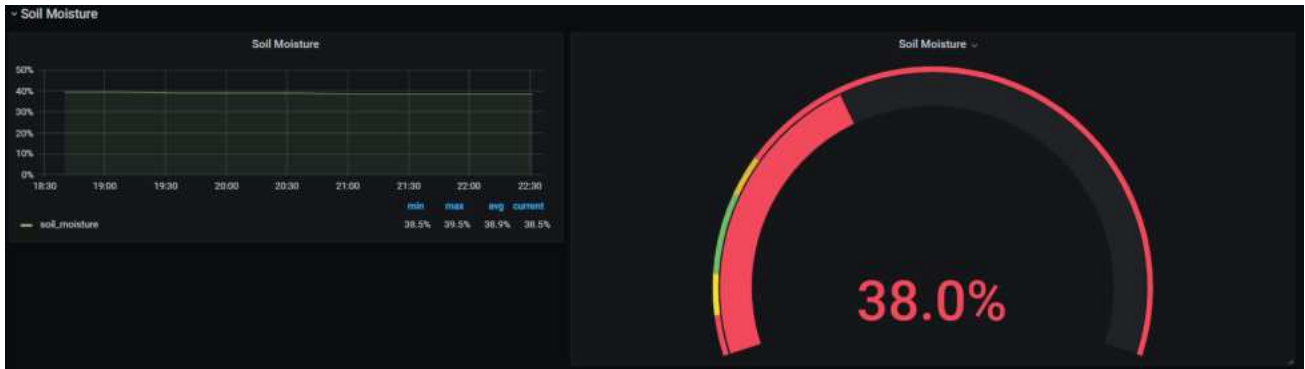 Soil Moisture
Soil Moisture
50%
40%
30%
20%
10%
0%
18:30 19:00 19:30 20:00 20:30 21:00 21:30 22:00 22:30
min max avg current
soil_moisture 38.5% 39.5% 38.9% 38.5%
Soil Moisture
38.0%